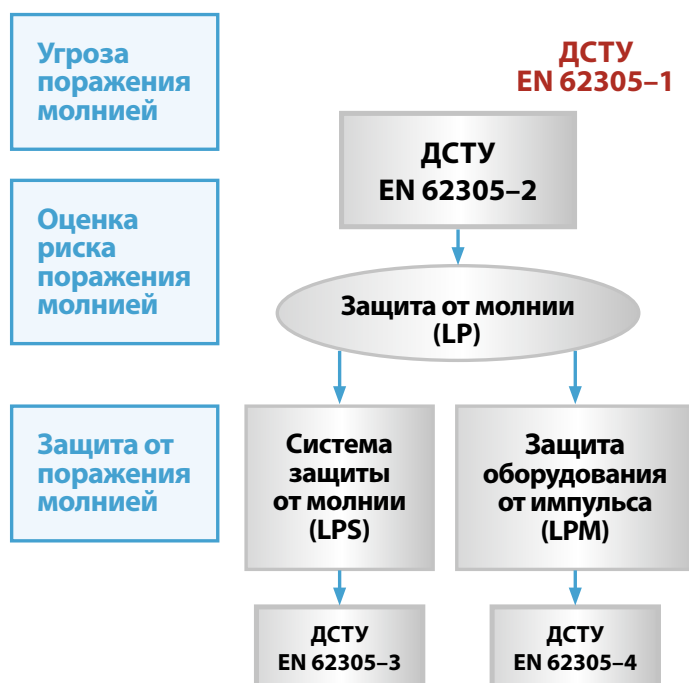 Угроза
поражения
молнией
ДСТУ
EN 62305–1
ДСТУ
EN 62305–2
Оценка
риска
поражения
молнией
Защита от молнии
(LP)
Защита от
поражения
молнией
Система
защиты
от молнии
(LPS)
Защита
оборудования
от импульса
(LPM)
ДСТУ
EN 62305–3
ДСТУ
EN 62305–4